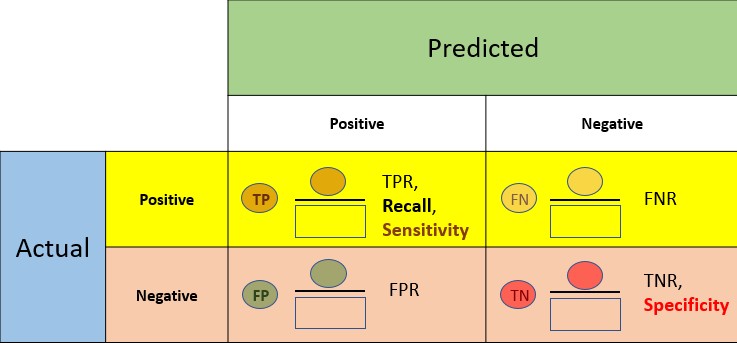 Predicted
Positive
Negative
Actual
Positive
TP
TPR,
Recall,
Sensitivity
FN
FNR
Negative
FP
FPR
TN
TNR,
Specificity